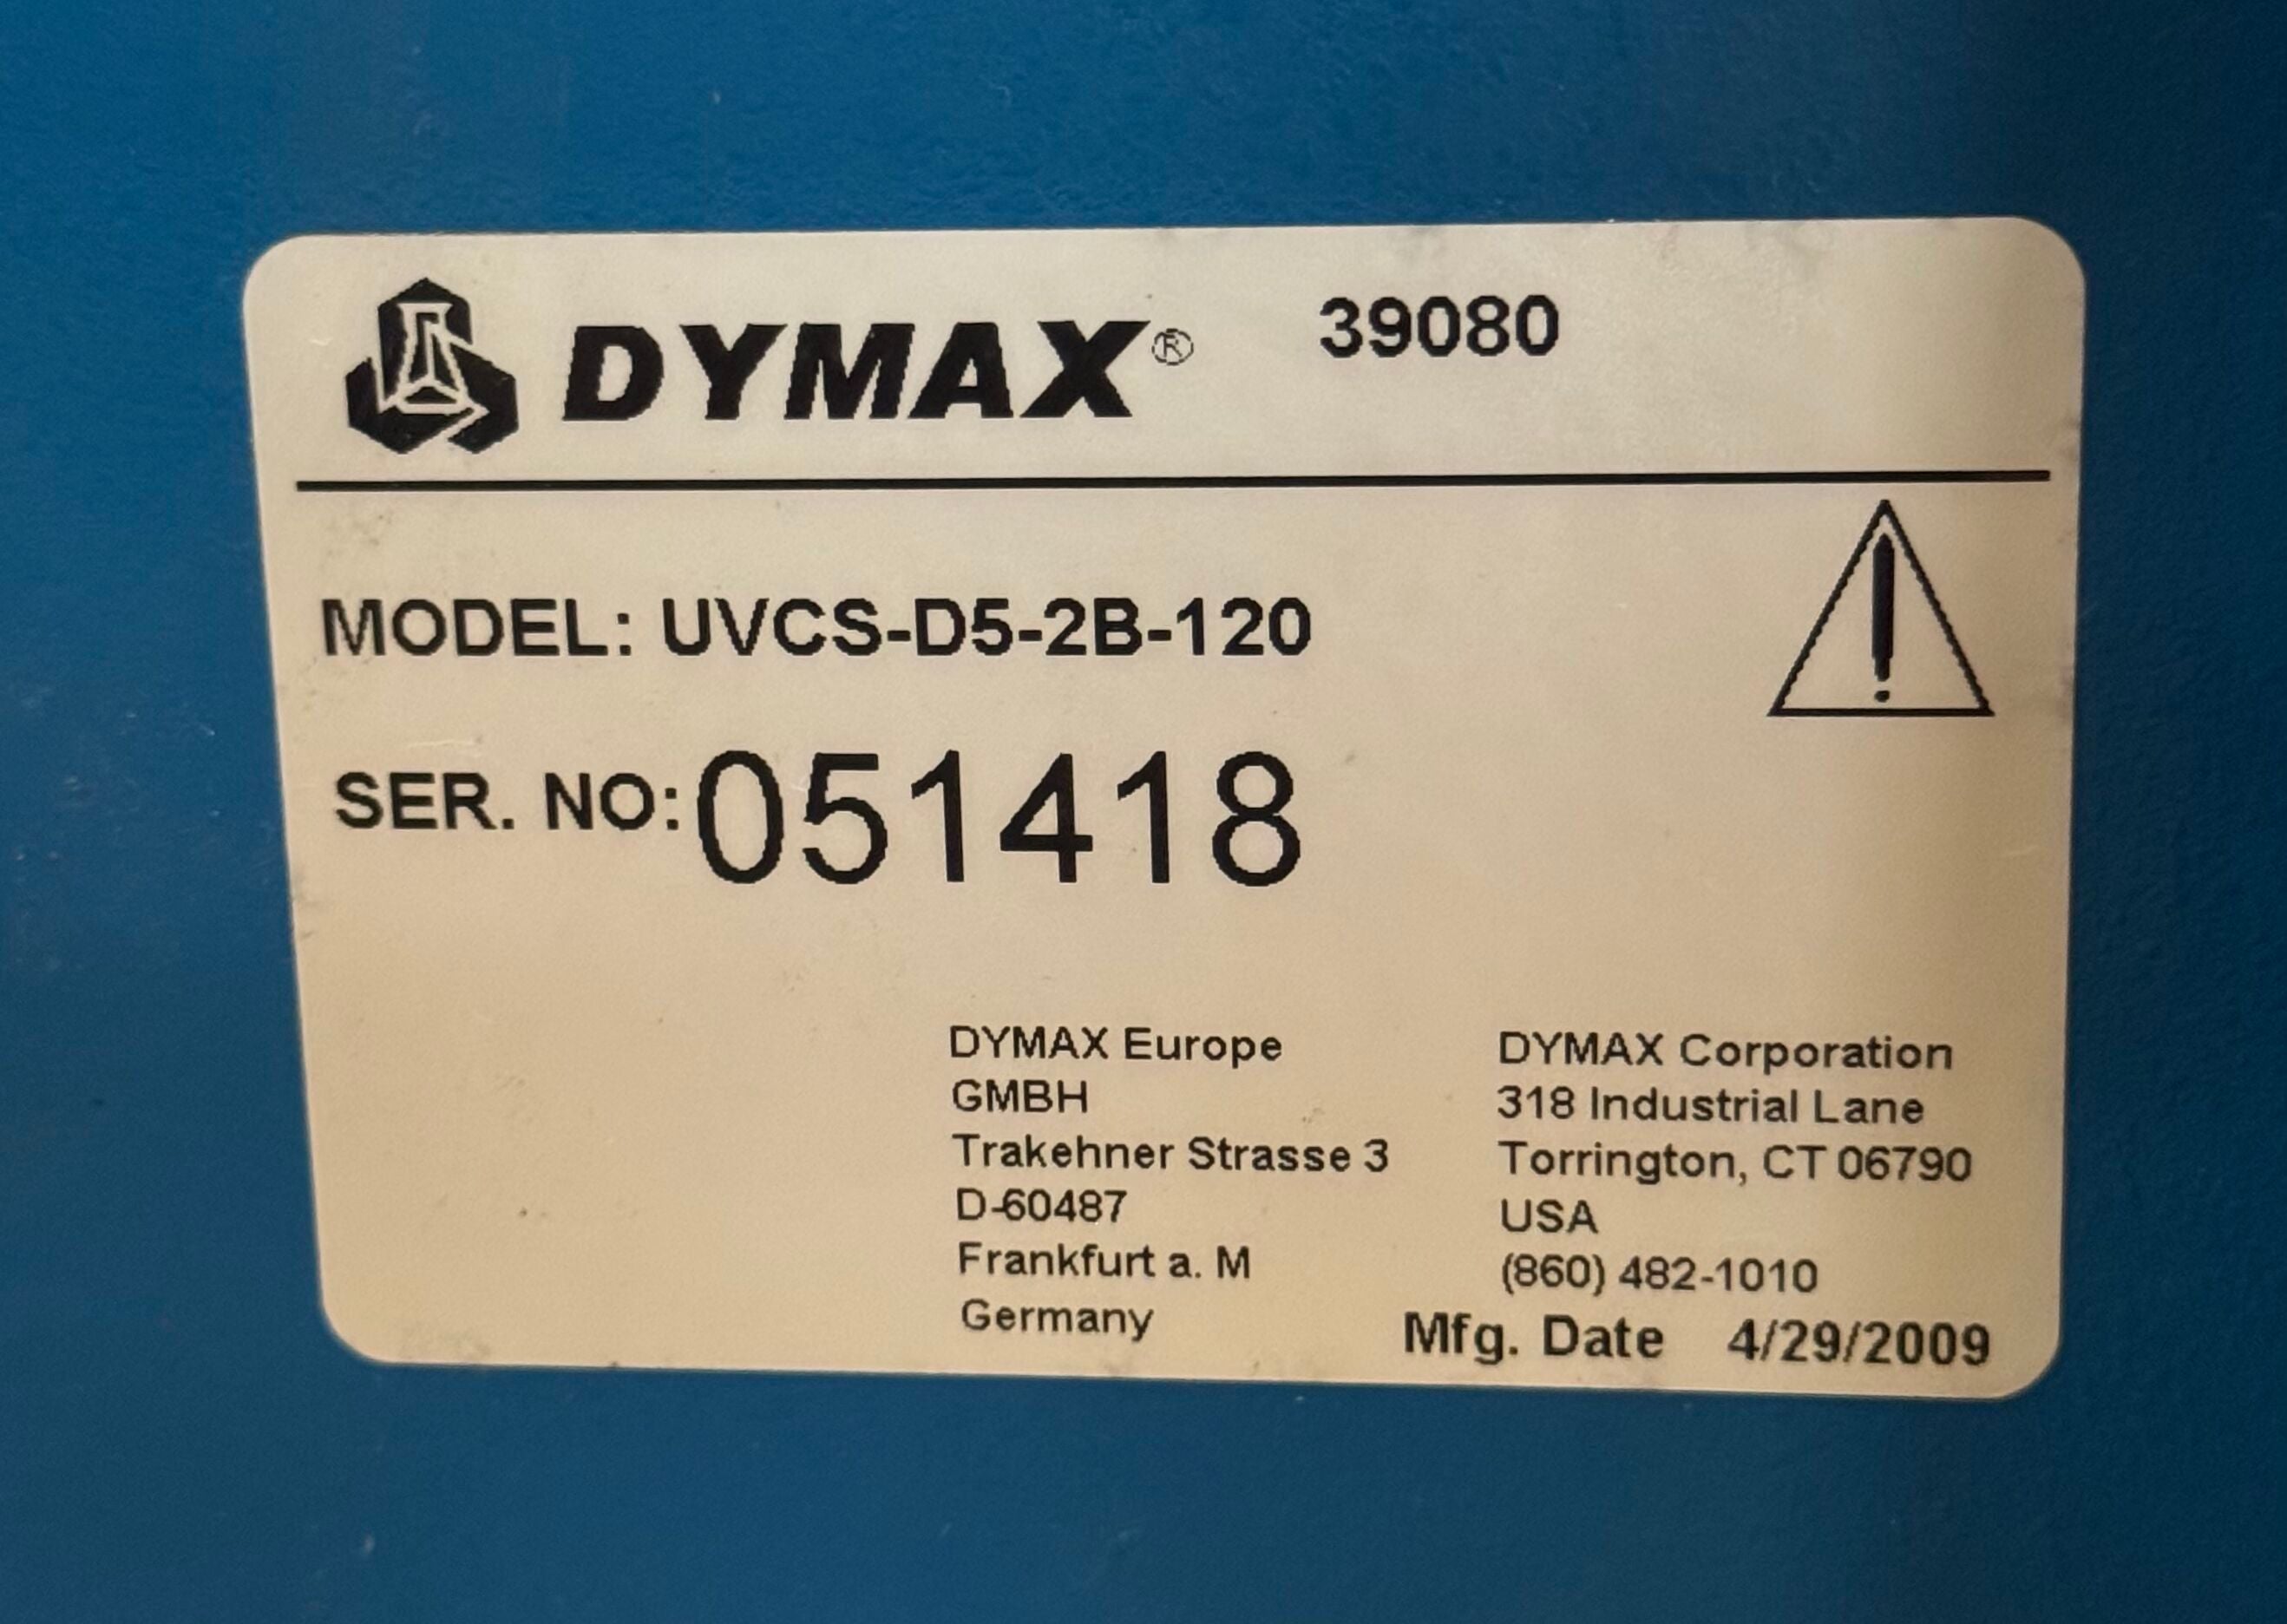 DYMAX® 39080
MODEL: UVCS-D5-2B-120
SER. NO: 051418
DYMAX Europe
GMBH
Trakehner Strasse 3
D-60487
Frankfurt a. M
Germany
DYMAX Corporation
318 Industrial Lane
Torrington, CT 06790
USA
(860) 482-1010
Mfg. Date 4/29/2009